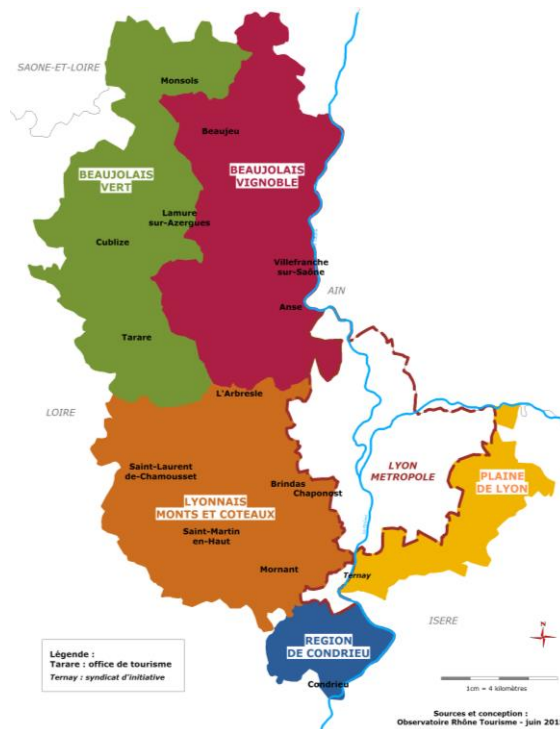 SAONE-ET-LOIRE
Monsols
Beaujeu
BEAUJOLAIS
VERT
BEAUJOLAIS
VIGNOBLE
Lamure
sur-Azergues
Cublize
Villefranche
sur-Saône
AIN
Anse
Tarare
LOIRE
L'Arbresle
Saint-Laurent
de-Chamousset
LYON
METROPOLE
PLAINE
DE LYON
Brindas
Chaponost
LYONNAIS
MONTS ET COTEAUX
Saint-Martin
en-Haut
Mornant
Ternay
ISERE
REGION
DE CONDRIEU
Condrieu
N
Légende :
Tarare : office de tourisme
Ternay : syndicat d'initiative
1cm = 4 kilomètres
Sources et conception :
Observatoire Rhône Tourisme - juin 201